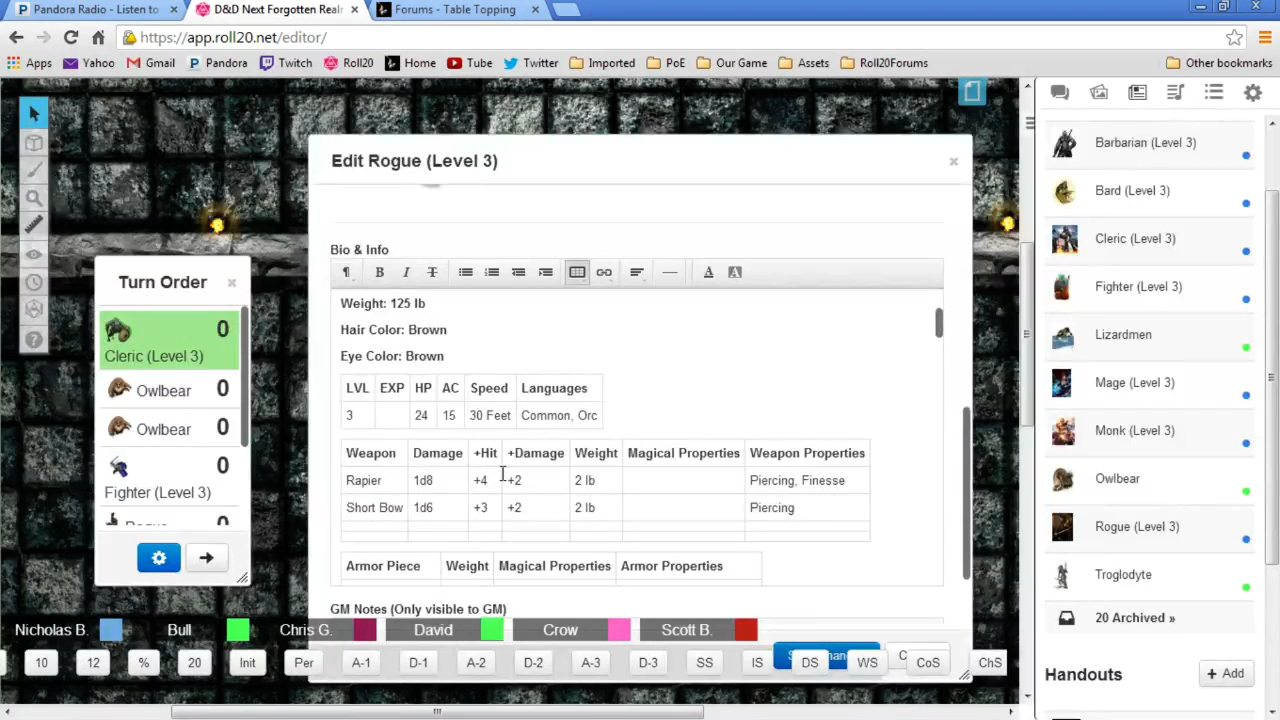 Pandora Radio - Listen to
D&D Next Forgotten Real
Forums - Table Topping
https://app.roll20.net/editor/
Apps Yahoo Gmail Pandora Twitch Roll20 Home Tube Twitter Imported PoE Our Game Assets Roll20Forums Other bookmarks
Edit Rogue (Level 3)
Bio & Info
Weight: 125 lb
Hair Color: Brown
Eye Color: Brown
LVL EXP HP AC Speed Languages
3 24 15 30 Feet Common, Orc
Weapon Damage +Hit +Damage Weight Magical Properties Weapon Properties
Rapier 1d8 +4 +2 2 lb Piercing, Finesse
Short Bow 1d6 +3 +2 2 lb Piercing
Armor Piece Weight Magical Properties Armor Properties
GM Notes (Only visible to GM)
Turn Order
0
Cleric (Level 3)
Owlbear 0
Owlbear 0
0
Fighter (Level 3)
Rogue 0
Nicholas B. Bull Chris G. David Crow Scott B.
10 12 % 20 Init Per A-1 D-1 A-2 D-2 A-3 D-3 SS IS DS WS CoS ChS
Barbarian (Level 3)
Bard (Level 3)
Cleric (Level 3)
Fighter (Level 3)
Lizardmen
Mage (Level 3)
Monk (Level 3)
Owlbear
Rogue (Level 3)
Troglodyte
20 Archived »
Handouts
+ Add